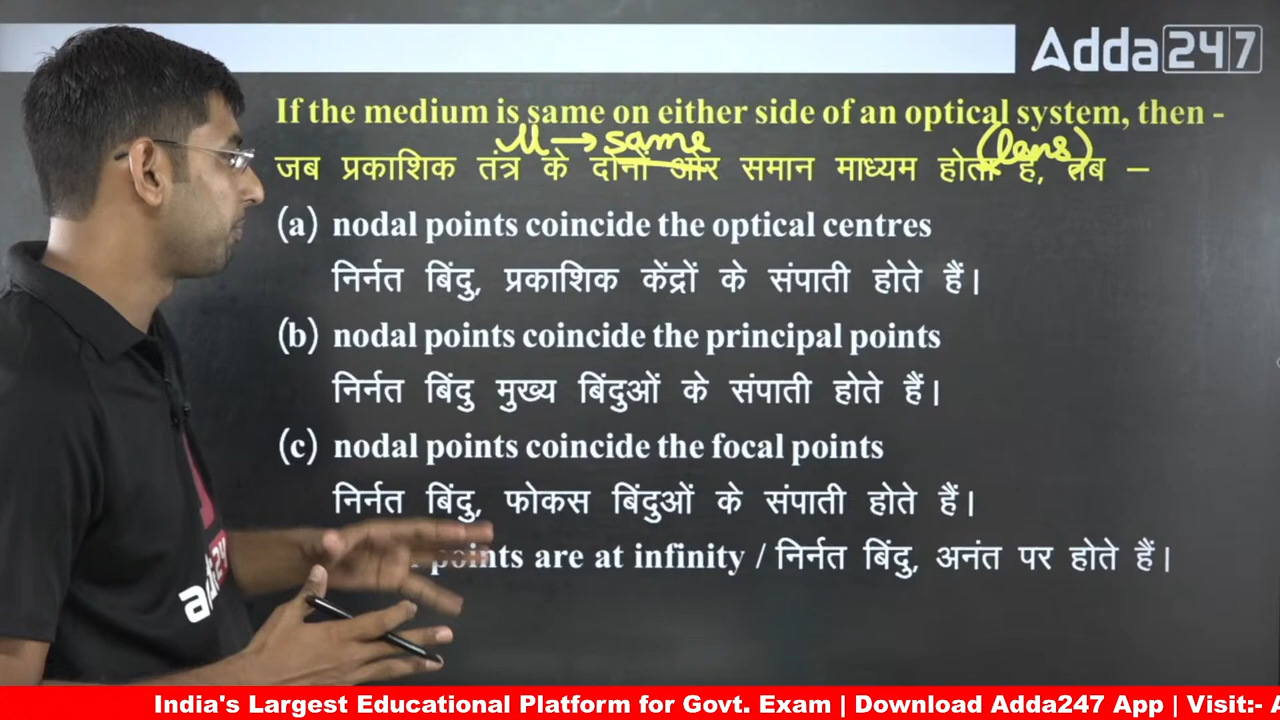 Adda247
If the medium is same on either side of an optical system, then -
μ → same (lens)
जब प्रकाशिक तंत्र के दोनों ओर समान माध्यम होता है, तब –
(a) nodal points coincide the optical centres
निर्नत बिंदु, प्रकाशिक केंद्रों के संपाती होते हैं।
(b) nodal points coincide the principal points
निर्नत बिंदु मुख्य बिंदुओं के संपाती होते हैं।
(c) nodal points coincide the focal points
निर्नत बिंदु, फोकस बिंदुओं के संपाती होते हैं।
points are at infinity / निर्नत बिंदु, अनंत पर होते हैं।
India's Largest Educational Platform for Govt. Exam | Download Adda247 App | Visit:- A